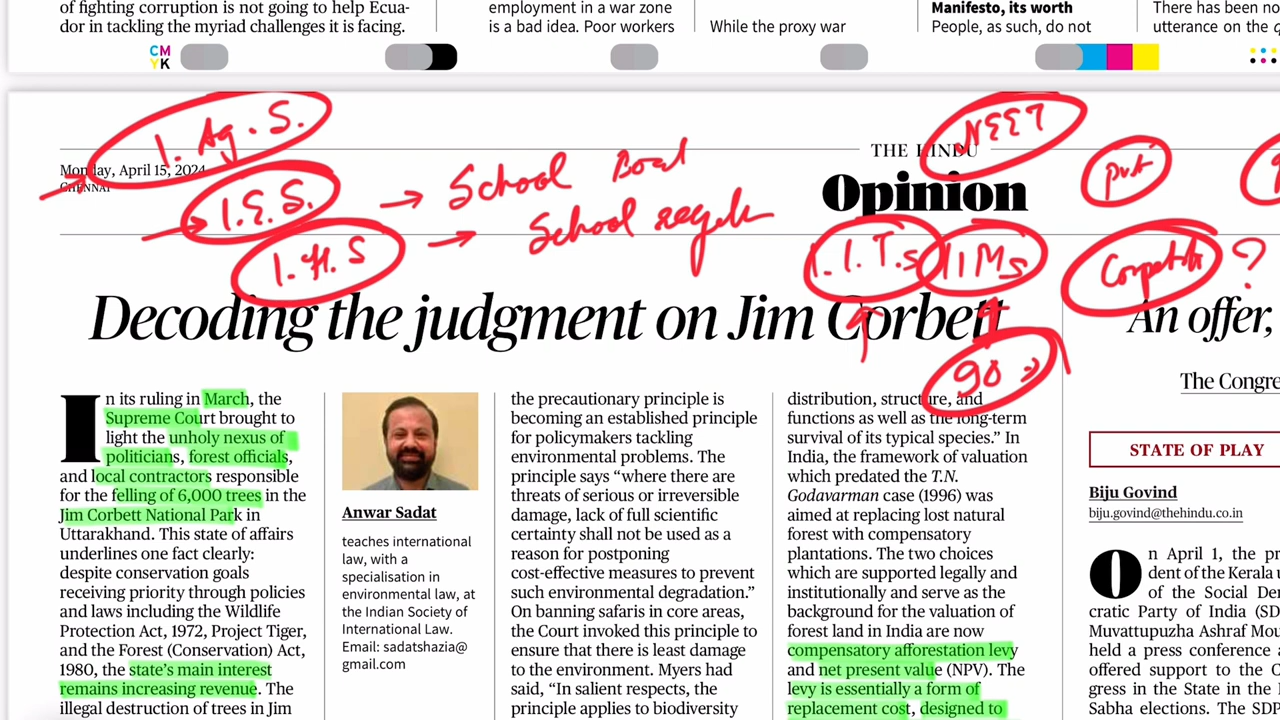 of fighting corruption is not going to help Ecua-
dor in tackling the myriad challenges it is facing.
employment in a war zone
is a bad idea. Poor workers
While the proxy war
Manifesto, its worth
People, as such, do not
There has been no
utterance on the
CM
YK
I. Ag. S.
NEET
Monday, April 15, 2024
CHENNAI
THE HINDU
Opinion
I.E.S. → School
I.H.S → School
I.I.T.s
IIMs
90
?
Decoding the judgment on Jim Corbett
In its ruling in March, the
Supreme Court brought to
light the unholy nexus of
politicians, forest officials,
and local contractors responsible
for the felling of 6,000 trees in the
Jim Corbett National Park in
Uttarakhand. This state of affairs
underlines one fact clearly:
despite conservation goals
receiving priority through policies
and laws including the Wildlife
Protection Act, 1972, Project Tiger,
and the Forest (Conservation) Act,
1980, the state's main interest
remains increasing revenue. The
illegal destruction of trees in Jim
Anwar Sadat
teaches international
law, with a
specialisation in
environmental law, at
the Indian Society of
International Law.
Email: sadatshazia@
gmail.com
the precautionary principle is
becoming an established principle
for policymakers tackling
environmental problems. The
principle says “where there are
threats of serious or irreversible
damage, lack of full scientific
certainty shall not be used as a
reason for postponing
cost-effective measures to prevent
such environmental degradation.”
On banning safaris in core areas,
the Court invoked this principle to
ensure that there is least damage
to the environment. Myers had
said, “In salient respects, the
principle applies to biodiversity
distribution, structure, and
functions as well as the long-term
survival of its typical species.” In
India, the framework of valuation
which predated the T.N.
Godavarman case (1996) was
aimed at replacing lost natural
forest with compensatory
plantations. The two choices
which are supported legally and
institutionally and serve as the
background for the valuation of
forest land in India are now
compensatory afforestation levy
and net present value (NPV). The
levy is essentially a form of
replacement cost, designed to
An offer,
The Congre
STATE OF PLAY
Biju Govind
biju.govind@thehindu.co.in
On April 1, the pr
dent of the Kerala u
of the Social Den
cratic Party of India (SD
Muvattupuzha Ashraf Mou
held a press conference a
offered support to the C
gress in the State in the
Sabha elections. The SDP